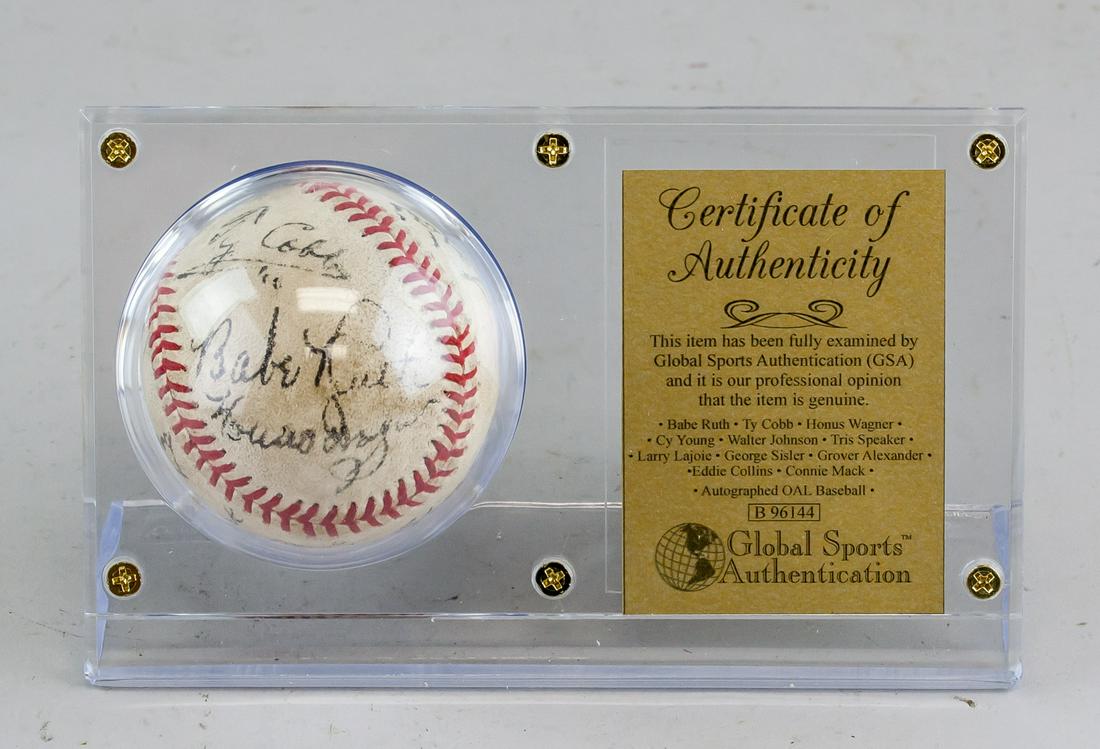 Ty Cobb
Babe Ruth
Honus Wagner
Certificate of
Authenticity
This item has been fully examined by
Global Sports Authentication (GSA)
and it is our professional opinion
that the item is genuine.
• Babe Ruth • Ty Cobb • Honus Wagner •
• Cy Young • Walter Johnson • Tris Speaker •
• Larry Lajoie • George Sisler • Grover Alexander •
•Eddie Collins • Connie Mack •
• Autographed OAL Baseball •
B 96144
Global Sports™
Authentication